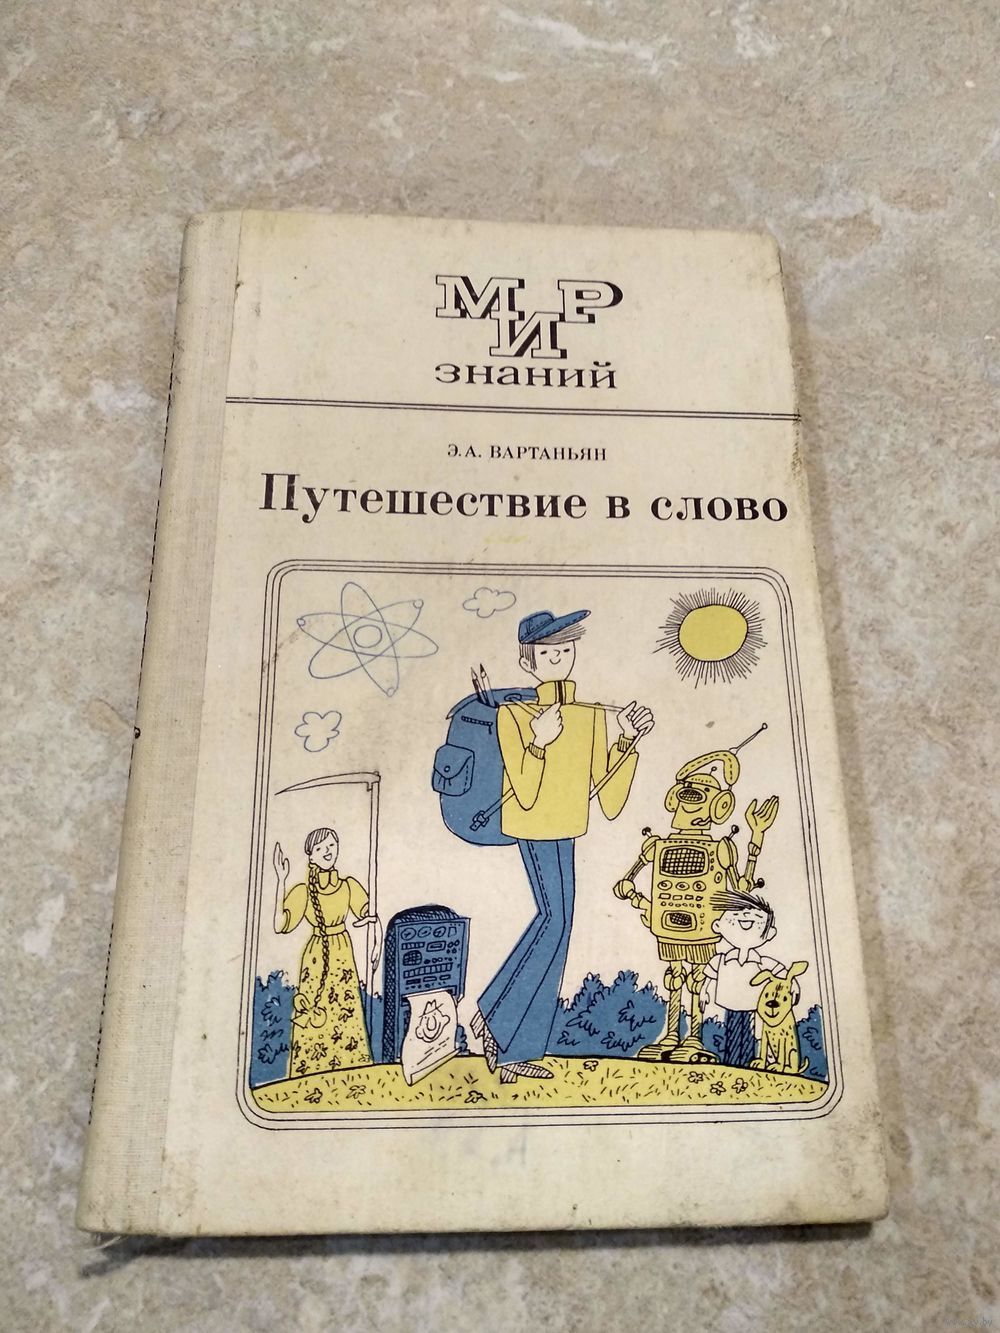 МИР
знаний
Э.А. ВАРТАНЬЯН
Путешествие в слово